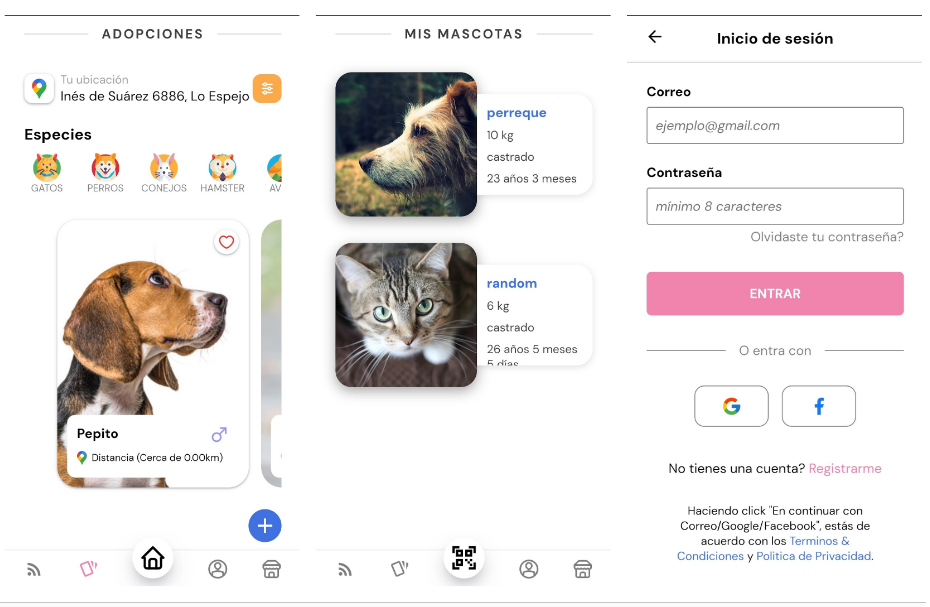 ADOPCIONES
Tu ubicación
Inés de Suárez 6886, Lo Espejo
Especies
GATOS
PERROS
CONEJOS
HAMSTER
AV
Pepito
Distancia (Cerca de 0.00km)
MIS MASCOTAS
perreque
10 kg
castrado
23 años 3 meses
random
6 kg
castrado
26 años 5 meses
5 días
Inicio de sesión
Correo
ejemplo@gmail.com
Contraseña
mínimo 8 caracteres
Olvidaste tu contraseña?
ENTRAR
O entra con
No tienes una cuenta? Registrarme
Haciendo click "En continuar con
Correo/Google/Facebook", estás de
acuerdo con los Terminos &
Condiciones y Politica de Privacidad.